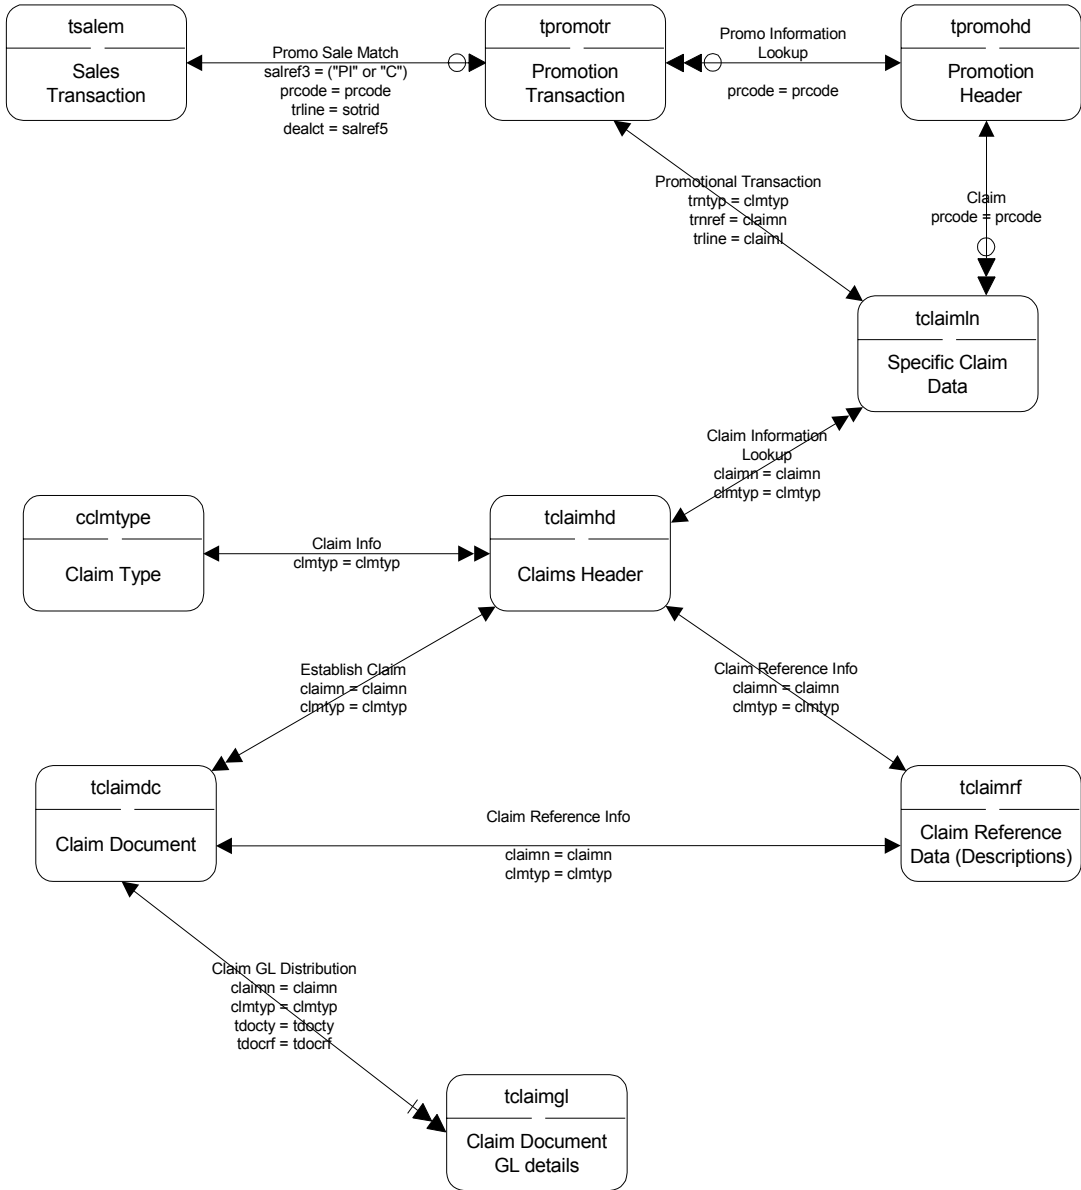 tsalem
Sales
Transaction
Promo Sale Match
salref3 = ("PI" or "C")
prcode = prcode
trline = sotrid
dealct = salref5
tpromotr
Promotion
Transaction
Promo Information
Lookup
prcode = prcode
tpromohd
Promotion
Header
Promotional Transaction
trntyp = clmtyp
trnref = claimn
trline = claiml
Claim
prcode = prcode
tclaimln
Specific Claim
Data
Claim Information
Lookup
claimn = claimn
clmtyp = clmtyp
cclmtype
Claim Type
Claim Info
clmtyp = clmtyp
tclaimhd
Claims Header
Establish Claim
claimn = claimn
clmtyp = clmtyp
Claim Reference Info
claimn = claimn
clmtyp = clmtyp
tclaimdc
Claim Document
Claim Reference Info
claimn = claimn
clmtyp = clmtyp
tclaimrf
Claim Reference
Data (Descriptions)
Claim GL Distribution
claimn = claimn
clmtyp = clmtyp
tdocty = tdocty
tdocrf = tdocrf
tclaimgl
Claim Document
GL details